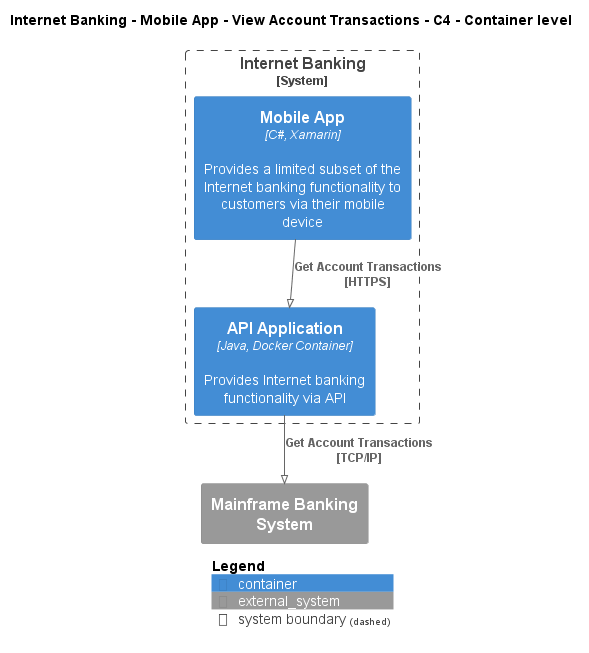 Internet Banking - Mobile App - View Account Transactions - C4 - Container level
Internet Banking
[System]
Mobile App
[C#, Xamarin]
Provides a limited subset of the
Internet banking functionality to
customers via their mobile
device
Get Account Transactions
[HTTPS]
API Application
[Java, Docker Container]
Provides Internet banking
functionality via API
Get Account Transactions
[TCP/IP]
Mainframe Banking
System
Legend
container
external_system
system boundary (dashed)